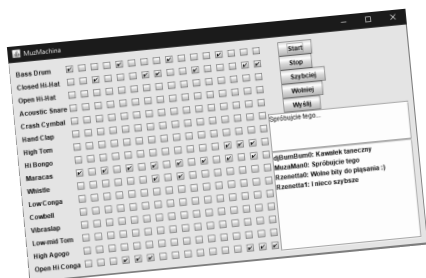 MuzMachina
Bass Drum
Closed Hi-Hat
Open Hi-Hat
Acoustic Snare
Crash Cymbal
Hand Clap
High Tom
Hi Bongo
Maracas
Whistle
Low Conga
Cowbell
Vibraslap
Low-mid Tom
High Agogo
Open Hi Conga
Start
Stop
Szybciej
Wolniej
Wyślij
Spróbujcie tego...
djBumBum0: Kawałek taneczny
MuzaMan0: Spróbujcie tego
Rzenetta0: Wolne bity do pląsania :)
Rzenetta1: I nieco szybsze